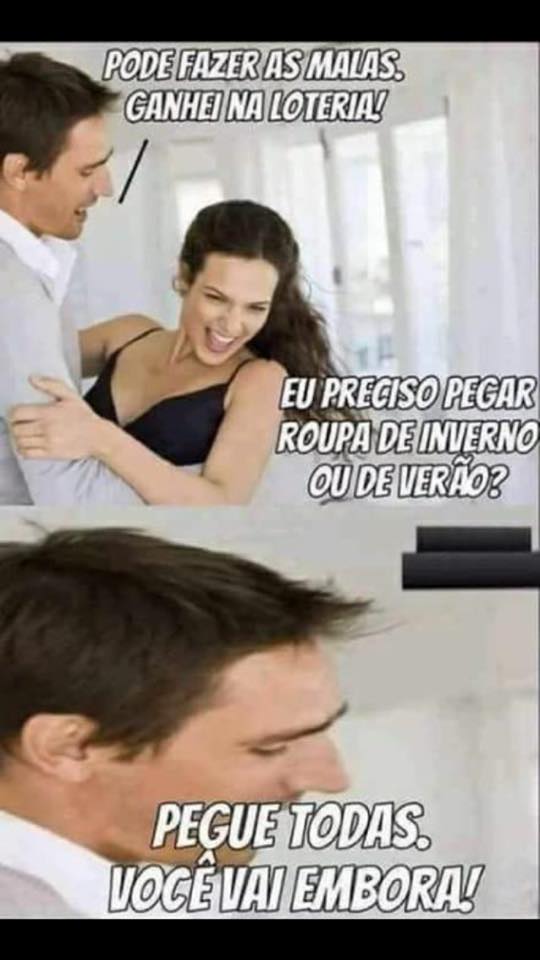 PODE FAZER AS MALAS.
GANHEI NA LOTERIA!
EU PRECISO PEGAR
ROUPA DE INVERNO
OU DE VERÃO?
PEGUE TODAS.
VOCÊ VAI EMBORA!